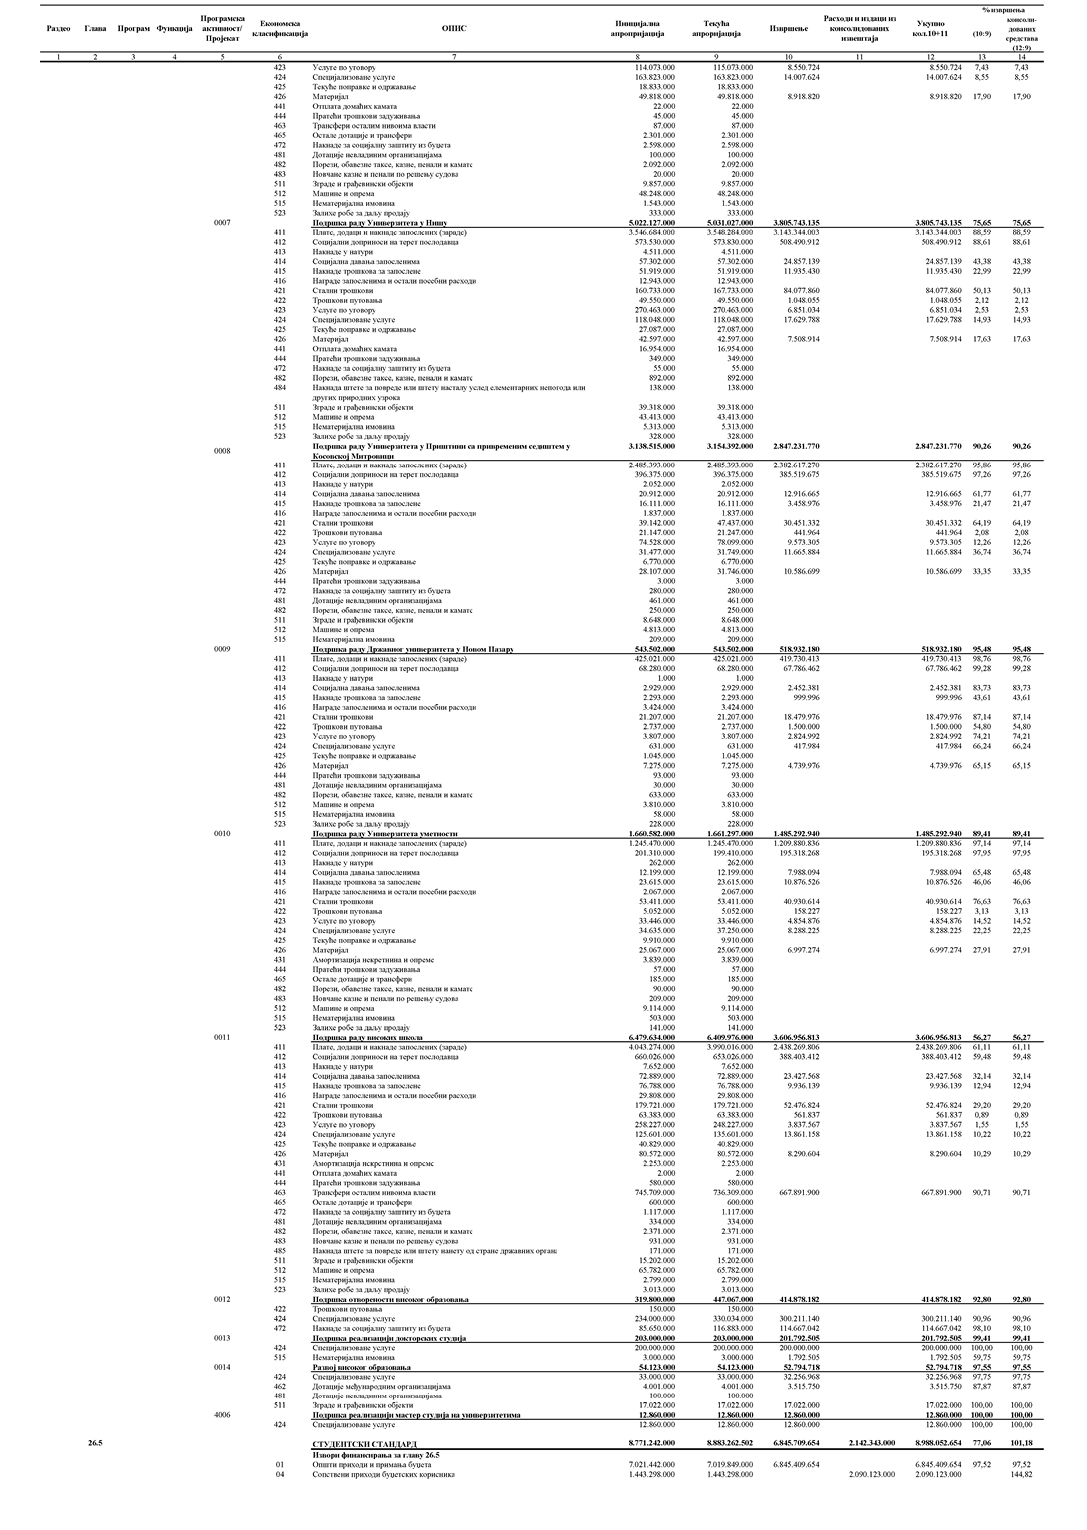 Раздео Глава Програм Функција Програмска активност/ Пројекат Економска класификација ОПИС Иницијална апропријација Текућа апроријација Извршење Расходи и издаци из консолидованих извештаја Укупно кол.10+11 % извршења (10:9) консоли-дованих средстава (12:9)
1 2 3 4 5 6 7 8 9 10 11 12 13 14
423 Услуге по уговору 114.073.000 115.073.000 8.550.724 8.550.724 7,43 7,43
424 Специјализоване услуге 163.823.000 163.823.000 14.007.624 14.007.624 8,55 8,55
425 Текуће поправке и одржавање 18.833.000 18.833.000
426 Материјал 49.818.000 49.818.000 8.918.820 8.918.820 17,90 17,90
441 Отплата домаћих камата 22.000 22.000
444 Пратећи трошкови задуживања 45.000 45.000
463 Трансфери осталим нивоима власти 87.000 87.000
465 Остале дотације и трансфери 2.301.000 2.301.000
472 Накнаде за социјалну заштиту из буџета 2.598.000 2.598.000
481 Дотације невладиним организацијама 100.000 100.000
482 Порези, обавезне таксе, казне, пенали и камате 2.092.000 2.092.000
483 Новчане казне и пенали по решењу судова 20.000 20.000
511 Зграде и грађевински објекти 9.857.000 9.857.000
512 Машине и опрема 48.248.000 48.248.000
515 Нематеријална имовина 1.543.000 1.543.000
523 Залихе робе за даљу продају 333.000 333.000
0007 Подршка раду Универзитета у Нишу 5.022.127.000 5.031.027.000 3.805.743.135 3.805.743.135 75,65 75,65
411 Плате, додаци и накнаде запослених (зараде) 3.546.684.000 3.548.284.000 3.143.344.003 3.143.344.003 88,59 88,59
412 Социјални доприноси на терет послодавца 573.530.000 573.830.000 508.490.912 508.490.912 88,61 88,61
413 Накнаде у натури 4.511.000 4.511.000
414 Социјална давања запосленима 57.302.000 57.302.000 24.857.139 24.857.139 43,38 43,38
415 Накнаде трошкова за запослене 51.919.000 51.919.000 11.935.430 11.935.430 22,99 22,99
416 Награде запосленима и остали посебни расходи 12.943.000 12.943.000
421 Стални трошкови 160.733.000 167.733.000 84.077.860 84.077.860 50,13 50,13
422 Трошкови путовања 49.550.000 49.550.000 1.048.055 1.048.055 2,12 2,12
423 Услуге по уговору 270.463.000 270.463.000 6.851.034 6.851.034 2,53 2,53
424 Специјализоване услуге 118.048.000 118.048.000 17.629.788 17.629.788 14,93 14,93
425 Текуће поправке и одржавање 27.087.000 27.087.000
426 Материјал 42.597.000 42.597.000 7.508.914 7.508.914 17,63 17,63
441 Отплата домаћих камата 16.954.000 16.954.000
444 Пратећи трошкови задуживања 349.000 349.000
472 Накнаде за социјалну заштиту из буџета 55.000 55.000
482 Порези, обавезне таксе, казне, пенали и камате 892.000 892.000
484 Накнада штете за повреде или штету насталу услед елементарних непогода или 138.000 138.000
других природних узрока
511 Зграде и грађевински објекти 39.318.000 39.318.000
512 Машине и опрема 43.413.000 43.413.000
515 Нематеријална имовина 5.313.000 5.313.000
523 Залихе робе за даљу продају 328.000 328.000
0008 Подршка раду Универзитета у Приштини са привременим седиштем у 3.138.515.000 3.154.392.000 2.847.231.770 2.847.231.770 90,26 90,26
Косовској Митровици
411 Плате, додаци и накнаде запослених (зараде) 2.485.393.000 2.485.393.000 2.382.617.270 2.382.617.270 95,86 95,86
412 Социјални доприноси на терет послодавца 396.375.000 396.375.000 385.519.675 385.519.675 97,26 97,26
413 Накнаде у натури 2.052.000 2.052.000
414 Социјална давања запосленима 20.912.000 20.912.000 12.916.665 12.916.665 61,77 61,77
415 Накнаде трошкова за запослене 16.111.000 16.111.000 3.458.976 3.458.976 21,47 21,47
416 Награде запосленима и остали посебни расходи 1.837.000 1.837.000
421 Стални трошкови 39.142.000 47.437.000 30.451.332 30.451.332 64,19 64,19
422 Трошкови путовања 21.147.000 21.247.000 441.964 441.964 2,08 2,08
423 Услуге по уговору 74.528.000 78.099.000 9.573.305 9.573.305 12,26 12,26
424 Специјализоване услуге 31.477.000 31.749.000 11.665.884 11.665.884 36,74 36,74
425 Текуће поправке и одржавање 6.770.000 6.770.000
426 Материјал 28.107.000 31.746.000 10.586.699 10.586.699 33,35 33,35
444 Пратећи трошкови задуживања 3.000 3.000
472 Накнаде за социјалну заштиту из буџета 280.000 280.000
481 Дотације невладиним организацијама 461.000 461.000
482 Порези, обавезне таксе, казне, пенали и камате 250.000 250.000
511 Зграде и грађевински објекти 8.648.000 8.648.000
512 Машине и опрема 4.813.000 4.813.000
515 Нематеријална имовина 209.000 209.000
0009 Подршка раду Државног универзитета у Новом Пазару 543.502.000 543.502.000 518.932.180 518.932.180 95,48 95,48
411 Плате, додаци и накнаде запослених (зараде) 425.021.000 425.021.000 419.730.413 419.730.413 98,76 98,76
412 Социјални доприноси на терет послодавца 68.280.000 68.280.000 67.786.462 67.786.462 99,28 99,28
413 Накнаде у натури 1.000 1.000
414 Социјална давања запосленима 2.929.000 2.929.000 2.452.381 2.452.381 83,73 83,73
415 Накнаде трошкова за запослене 2.293.000 2.293.000 999.996 999.996 43,61 43,61
416 Награде запосленима и остали посебни расходи 3.424.000 3.424.000
421 Стални трошкови 21.207.000 21.207.000 18.479.976 18.479.976 87,14 87,14
422 Трошкови путовања 2.737.000 2.737.000 1.500.000 1.500.000 54,80 54,80
423 Услуге по уговору 3.807.000 3.807.000 2.824.992 2.824.992 74,21 74,21
424 Специјализоване услуге 631.000 631.000 417.984 417.984 66,24 66,24
425 Текуће поправке и одржавање 1.045.000 1.045.000
426 Материјал 7.275.000 7.275.000 4.739.976 4.739.976 65,15 65,15
444 Пратећи трошкови задуживања 93.000 93.000
481 Дотације невладиним организацијама 30.000 30.000
482 Порези, обавезне таксе, казне, пенали и камате 633.000 633.000
512 Машине и опрема 3.810.000 3.810.000
515 Нематеријална имовина 58.000 58.000
523 Залихе робе за даљу продају 228.000 228.000
0010 Подршка раду Универзитета уметности 1.660.582.000 1.661.297.000 1.485.292.940 1.485.292.940 89,41 89,41
411 Плате, додаци и накнаде запослених (зараде) 1.245.470.000 1.245.470.000 1.209.880.836 1.209.880.836 97,14 97,14
412 Социјални доприноси на терет послодавца 201.310.000 199.410.000 195.318.268 195.318.268 97,95 97,95
413 Накнаде у натури 262.000 262.000
414 Социјална давања запосленима 12.199.000 12.199.000 7.988.094 7.988.094 65,48 65,48
415 Накнаде трошкова за запослене 23.615.000 23.615.000 10.876.526 10.876.526 46,06 46,06
416 Награде запосленима и остали посебни расходи 2.067.000 2.067.000
421 Стални трошкови 53.411.000 53.411.000 40.930.614 40.930.614 76,63 76,63
422 Трошкови путовања 5.052.000 5.052.000 158.227 158.227 3,13 3,13
423 Услуге по уговору 33.446.000 33.446.000 4.854.876 4.854.876 14,52 14,52
424 Специјализоване услуге 34.635.000 37.250.000 8.288.225 8.288.225 22,25 22,25
425 Текуће поправке и одржавање 9.910.000 9.910.000
426 Материјал 25.067.000 25.067.000 6.997.274 6.997.274 27,91 27,91
431 Амортизација некретнина и опреме 3.839.000 3.839.000
444 Пратећи трошкови задуживања 57.000 57.000
465 Остале дотације и трансфери 185.000 185.000
482 Порези, обавезне таксе, казне, пенали и камате 90.000 90.000
483 Новчане казне и пенали по решењу судова 209.000 209.000
512 Машине и опрема 9.114.000 9.114.000
515 Нематеријална имовина 503.000 503.000
523 Залихе робе за даљу продају 141.000 141.000
0011 Подршка раду високих школа 6.479.634.000 6.409.976.000 3.606.956.813 3.606.956.813 56,27 56,27
411 Плате, додаци и накнаде запослених (зараде) 4.043.274.000 3.990.016.000 2.438.269.806 2.438.269.806 61,11 61,11
412 Социјални доприноси на терет послодавца 660.026.000 653.026.000 388.403.412 388.403.412 59,48 59,48
413 Накнаде у натури 7.652.000 7.652.000
414 Социјална давања запосленима 72.889.000 72.889.000 23.427.568 23.427.568 32,14 32,14
415 Накнаде трошкова за запослене 76.788.000 76.788.000 9.936.139 9.936.139 12,94 12,94
416 Награде запосленима и остали посебни расходи 29.808.000 29.808.000
421 Стални трошкови 179.721.000 179.721.000 52.476.824 52.476.824 29,20 29,20
422 Трошкови путовања 63.383.000 63.383.000 561.837 561.837 0,89 0,89
423 Услуге по уговору 258.227.000 248.227.000 3.837.567 3.837.567 1,55 1,55
424 Специјализоване услуге 125.601.000 135.601.000 13.861.158 13.861.158 10,22 10,22
425 Текуће поправке и одржавање 40.829.000 40.829.000
426 Материјал 80.572.000 80.572.000 8.290.604 8.290.604 10,29 10,29
431 Амортизација некретнина и опреме 2.253.000 2.253.000
441 Отплата домаћих камата 2.000 2.000
444 Пратећи трошкови задуживања 580.000 580.000
463 Трансфери осталим нивоима власти 745.709.000 736.309.000 667.891.900 667.891.900 90,71 90,71
465 Остале дотације и трансфери 600.000 600.000
472 Накнаде за социјалну заштиту из буџета 1.117.000 1.117.000
481 Дотације невладиним организацијама 334.000 334.000
482 Порези, обавезне таксе, казне, пенали и камате 2.371.000 2.371.000
483 Новчане казне и пенали по решењу судова 931.000 931.000
485 Накнада штете за повреде или штету нанету од стране државних органа 171.000 171.000
511 Зграде и грађевински објекти 15.202.000 15.202.000
512 Машине и опрема 65.782.000 65.782.000
515 Нематеријална имовина 2.799.000 2.799.000
523 Залихе робе за даљу продају 3.013.000 3.013.000
0012 Подршка отворености високог образовања 319.800.000 447.067.000 414.878.182 414.878.182 92,80 92,80
422 Трошкови путовања 150.000 150.000
424 Специјализоване услуге 234.000.000 330.034.000 300.211.140 300.211.140 90,96 90,96
472 Накнаде за социјалну заштиту из буџета 85.650.000 116.883.000 114.667.042 114.667.042 98,10 98,10
0013 Подршка реализацији докторских студија 203.000.000 203.000.000 201.792.505 201.792.505 99,41 99,41
424 Специјализоване услуге 200.000.000 200.000.000 200.000.000 200.000.000 100,00 100,00
515 Нематеријална имовина 3.000.000 3.000.000 1.792.505 1.792.505 59,75 59,75
0014 Развој високог образовања 54.123.000 54.123.000 52.794.718 52.794.718 97,55 97,55
424 Специјализоване услуге 33.000.000 33.000.000 32.256.968 32.256.968 97,75 97,75
462 Дотације међународним организацијама 4.001.000 4.001.000 3.515.750 3.515.750 87,87 87,87
481 Дотације невладиним организацијама 100.000 100.000
511 Зграде и грађевински објекти 17.022.000 17.022.000 17.022.000 17.022.000 100,00 100,00
4006 Подршка реализацији мастер студија на универзитетима 12.860.000 12.860.000 12.860.000 12.860.000 100,00 100,00
424 Специјализоване услуге 12.860.000 12.860.000 12.860.000 12.860.000 100,00 100,00
26.5 СТУДЕНТСКИ СТАНДАРД 8.771.242.000 8.883.262.502 6.845.709.654 2.142.343.000 8.988.052.654 77,06 101,18
Извори финансирања за главу 26.5
01 Општи приходи и примања буџета 7.021.442.000 7.019.849.000 6.845.409.654 6.845.409.654 97,52 97,52
04 Сопствени приходи буџетских корисника 1.443.298.000 1.443.298.000 2.090.123.000 2.090.123.000 144,82